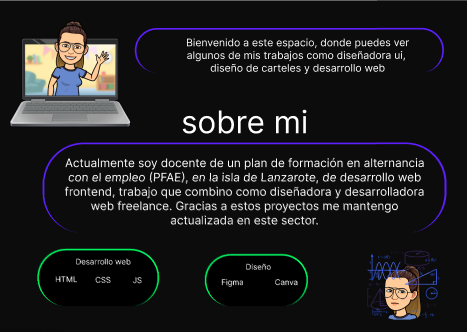 Bienvenido a este espacio, donde puedes ver
algunos de mis trabajos como diseñadora ui,
diseño de carteles y desarrollo web
sobre mi
Actualmente soy docente de un plan de formación en alternancia
con el empleo (PFAE), en la isla de Lanzarote, de desarrollo web
frontend, trabajo que combino como diseñadora y desarrolladora
web freelance. Gracias a estos proyectos me mantengo
actualizada en este sector.
Desarrollo web
HTML CSS JS
Diseño
Figma Canva